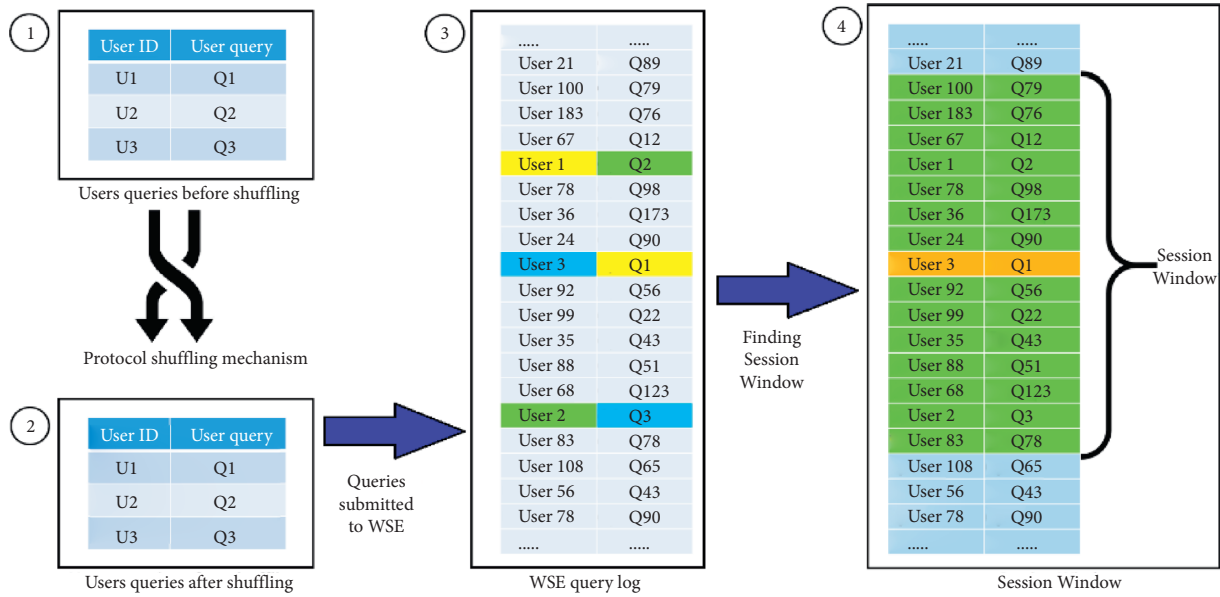 1
User ID User query
U1 Q1
U2 Q2
U3 Q3
Users queries before shuffling
Protocol shuffling mechanism
2
User ID User query
U1 Q1
U2 Q2
U3 Q3
Users queries after shuffling
Queries
submitted
to WSE
3
..... .....
User 21 Q89
User 100 Q79
User 183 Q76
User 67 Q12
User 1 Q2
User 78 Q98
User 36 Q173
User 24 Q90
User 3 Q1
User 92 Q56
User 99 Q22
User 35 Q43
User 88 Q51
User 68 Q123
User 2 Q3
User 83 Q78
User 108 Q65
User 56 Q43
User 78 Q90
..... .....
WSE query log
Finding
Session
Window
4
..... .....
User 21 Q89
User 100 Q79
User 183 Q76
User 67 Q12
User 1 Q2
User 78 Q98
User 36 Q173
User 24 Q90
User 3 Q1
User 92 Q56
User 99 Q22
User 35 Q43
User 88 Q51
User 68 Q123
User 2 Q3
User 83 Q78
User 108 Q65
User 56 Q43
User 78 Q90
..... .....
Session
Window
Session Window